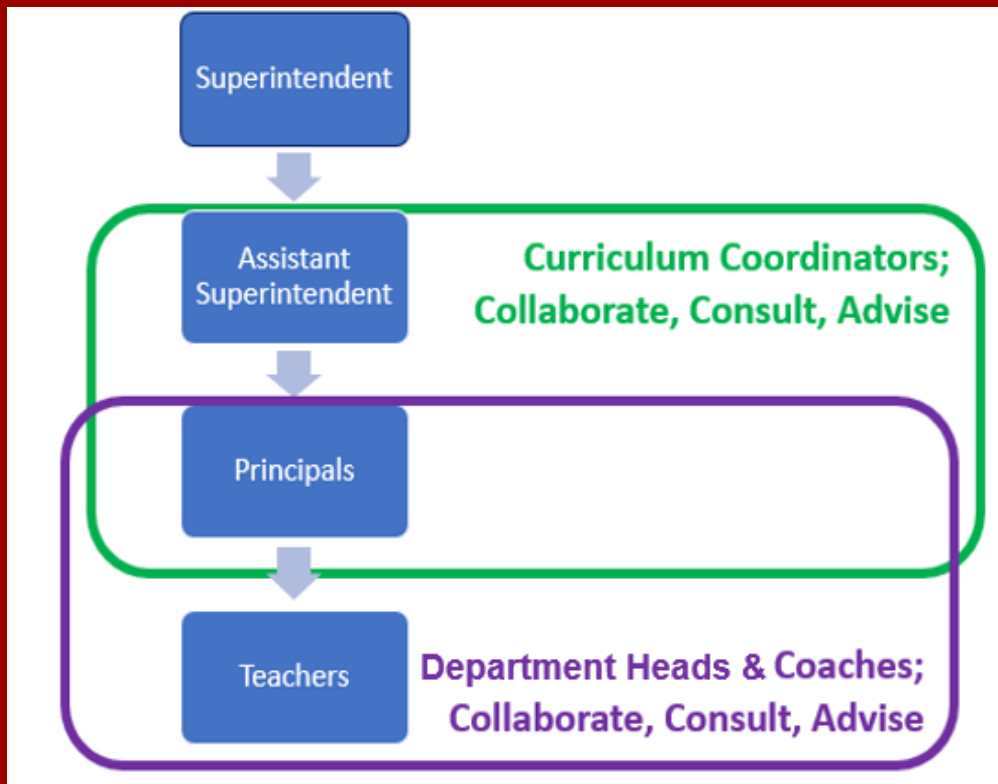 Superintendent
Assistant
Superintendent
Curriculum Coordinators;
Collaborate, Consult, Advise
Principals
Teachers
Department Heads & Coaches;
Collaborate, Consult, Advise